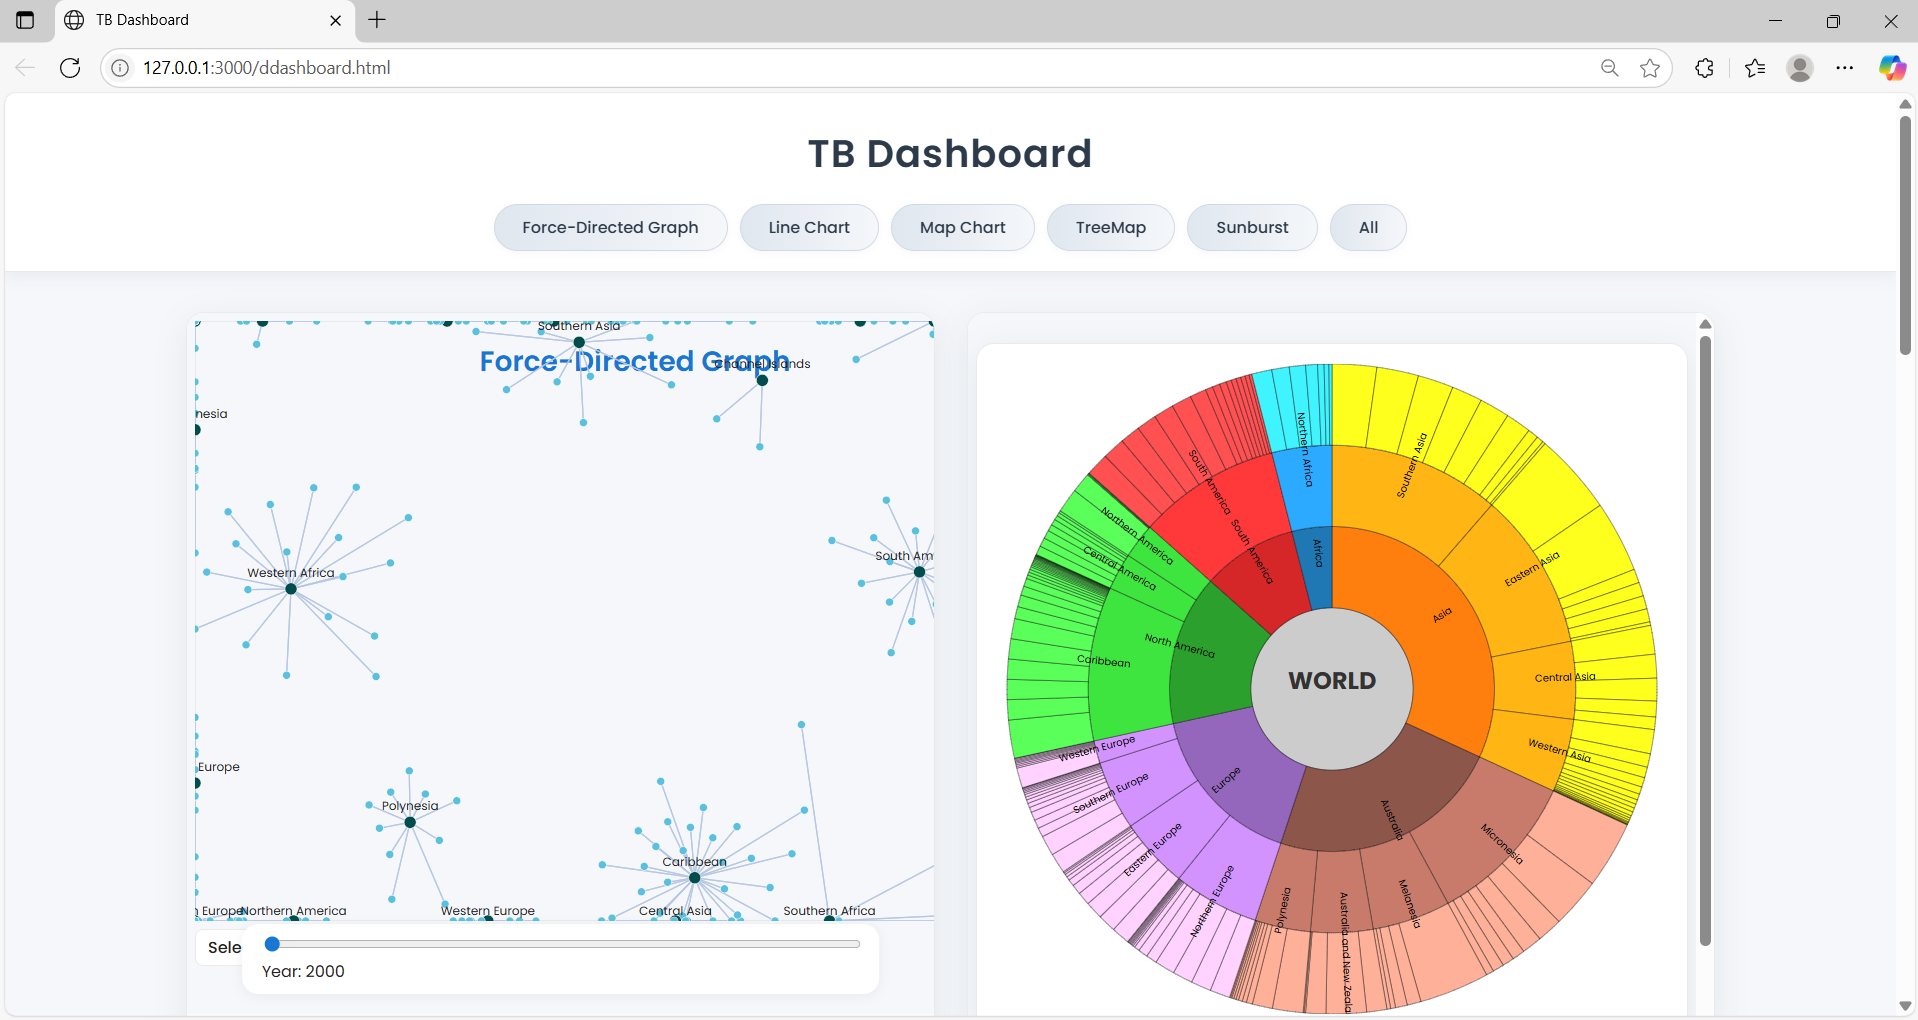 TB Dashboard
127.0.0.1:3000/ddashboard.html
TB Dashboard
Force-Directed Graph
Line Chart
Map Chart
TreeMap
Sunburst
All
Southern Asia
Force-Directed Graph
Channel Islands
nesia
Western Africa
South Am
Europe
Polynesia
Caribbean
Europe
Northern America
Western Europe
Central Asia
Southern Africa
Sele
Year: 2000
WORLD
Asia
Southern Asia
Eastern Asia
Central Asia
Western Asia
Australia
Micronesia
Melanesia
Australia and New Zeala
Polynesia
Europe
Northern Europe
Eastern Europe
Southern Europe
Western Europe
North America
Caribbean
Central America
Northern America
South America
South America
Africa
Northern Africa